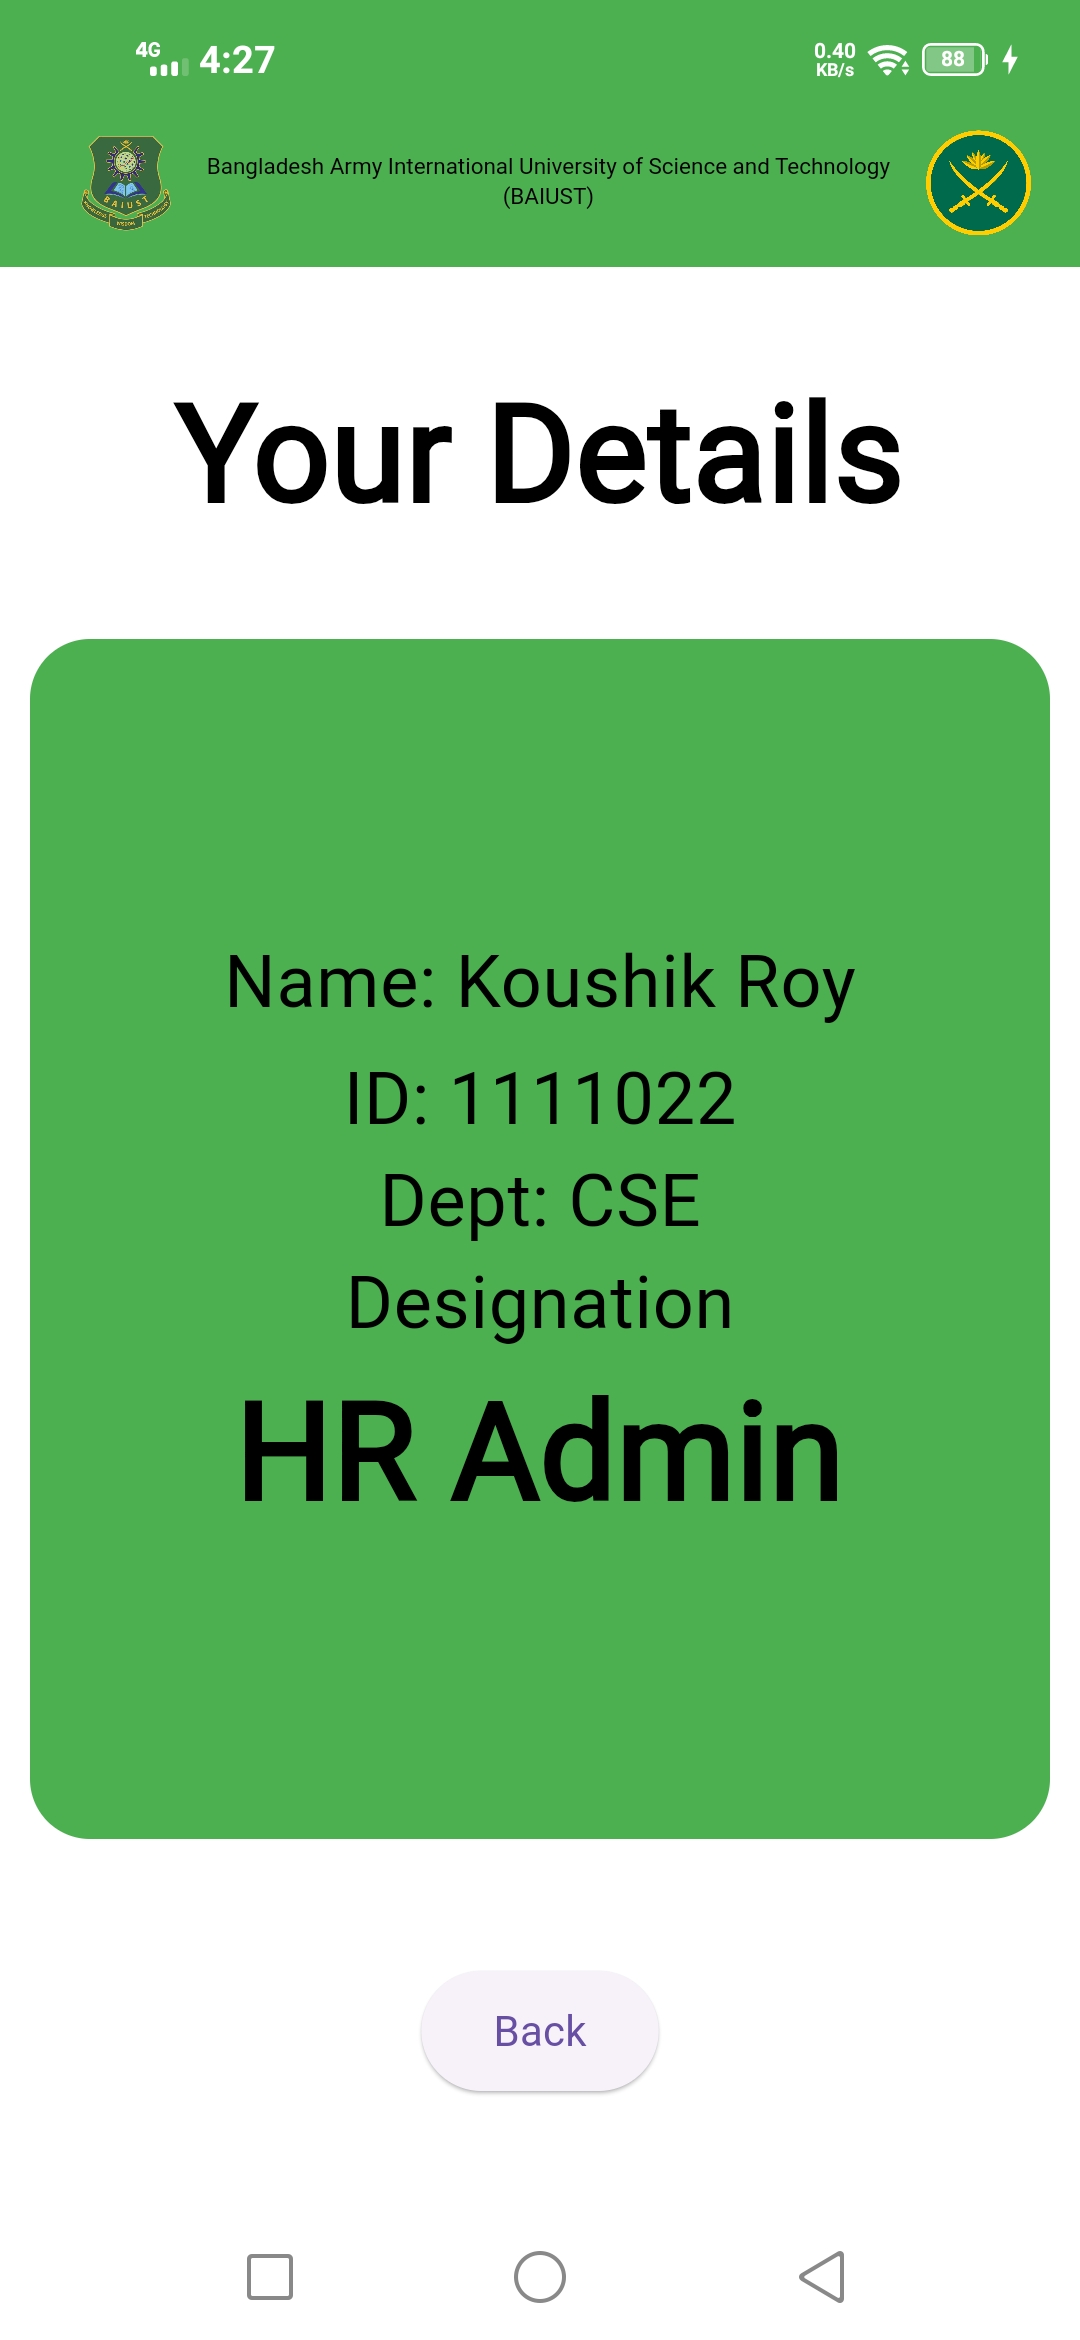 4G 4:27 0.40 KB/s 88
Bangladesh Army International University of Science and Technology
(BAIUST)
BAIUST
Your Details
Name: Koushik Roy
ID: 1111022
Dept: CSE
Designation
HR Admin
Back